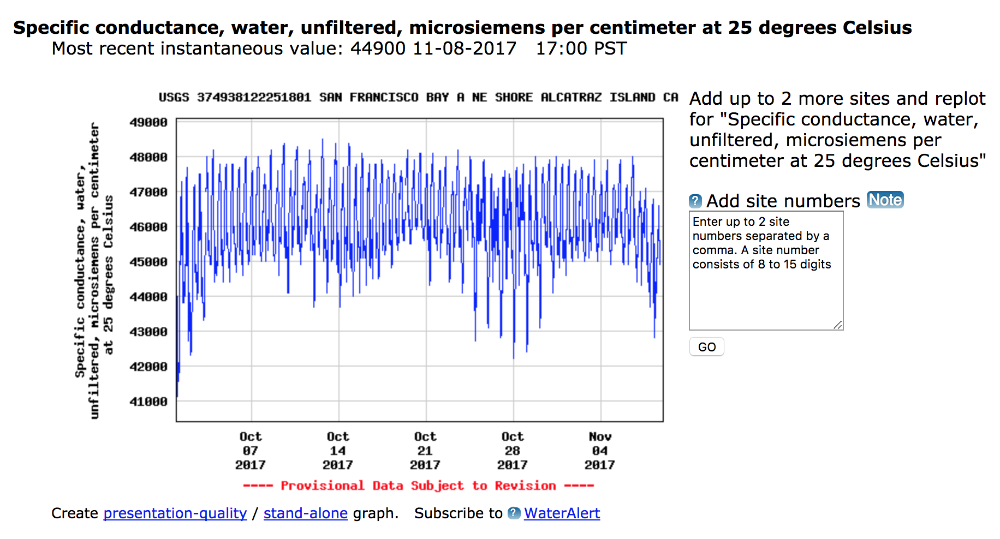 Specific conductance, water, unfiltered, microsiemens per centimeter at 25 degrees Celsius
Most recent instantaneous value: 44900 11-08-2017 17:00 PST
USGS 374938122251801 SAN FRANCISCO BAY A NE SHORE ALCATRAZ ISLAND CA
Specific conductance, water,
unfiltered, microsiemens per centimeter
at 25 degrees Celsius
49000
48000
47000
46000
45000
44000
43000
42000
41000
Oct
07
2017
Oct
14
2017
Oct
21
2017
Oct
28
2017
Nov
04
2017
---- Provisional Data Subject to Revision ----
Add up to 2 more sites and replot
for "Specific conductance, water,
unfiltered, microsiemens per
centimeter at 25 degrees Celsius"
? Add site numbers Note
Enter up to 2 site
numbers separated by a
comma. A site number
consists of 8 to 15 digits
GO
Create presentation-quality / stand-alone graph. Subscribe to ? WaterAlert